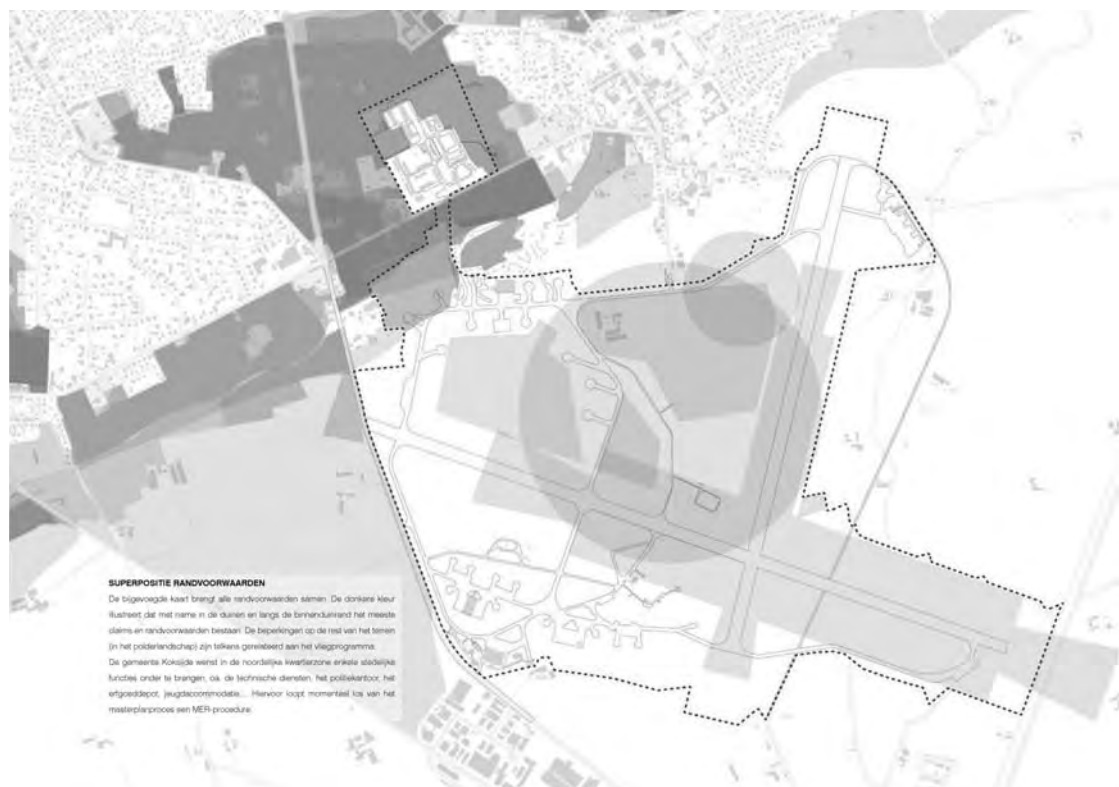 SUPERPOSITIE RANDVOORWAARDEN
De bijgevoegde kaart brengt alle randvoorwaarden samen. De donkere kleur
illustreert dat met name in de duinen en langs de binnenduinrand het meeste
claims en randvoorwaarden bestaan. De beperkingen op de rest van het terrein
(in het polderlandschap) zijn telkens gerelateerd aan het vliegprogramma.
De gemeente Koksijde wenst in de noordelijke kwartierzone enkele stedelijke
functies onder te brengen, oa. de technische diensten, het politiekantoor, het
erfgoeddepot, jeugdaccommodatie,... Hiervoor loopt momenteel los van het
masterplanproces een MER-procedure.